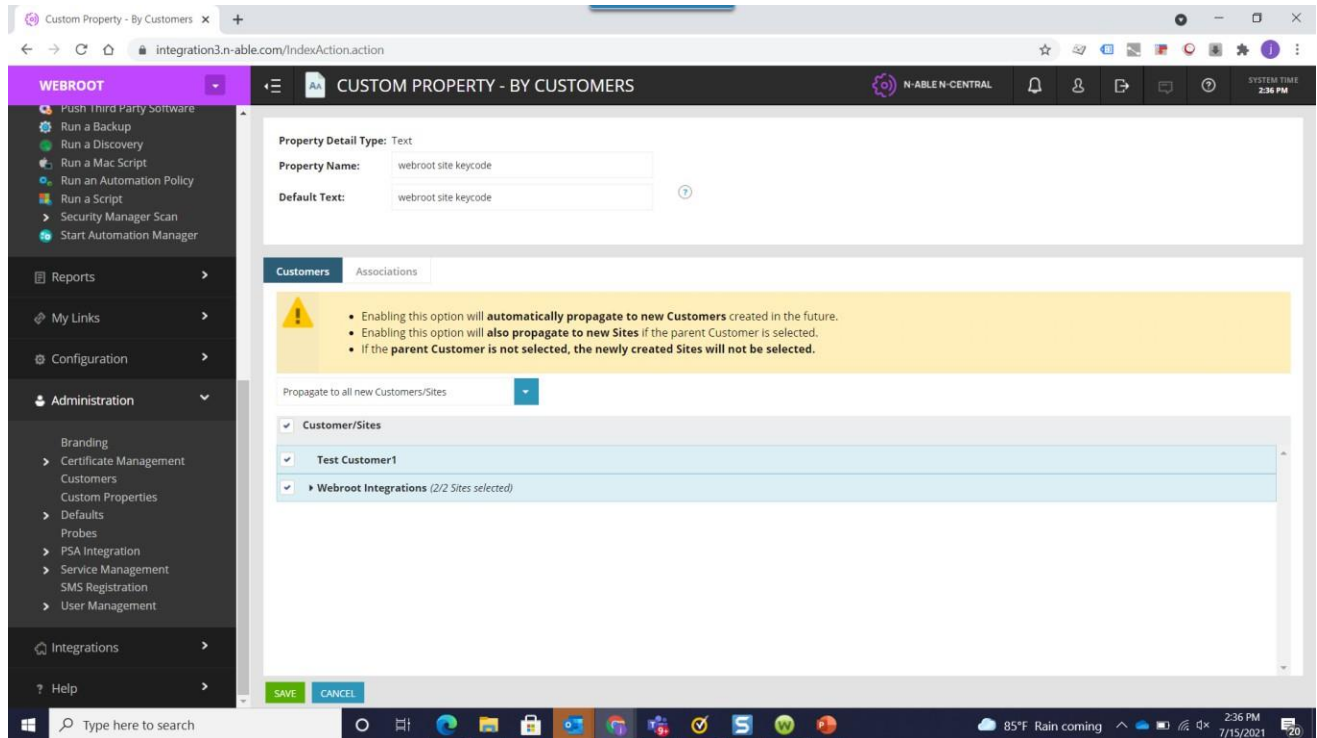 Custom Property - By Customers
integration3.n-able.com/IndexAction.action
WEBROOT
CUSTOM PROPERTY - BY CUSTOMERS
N-ABLE N-CENTRAL
SYSTEM TIME
2:36 PM
Push Third Party Software
Run a Backup
Run a Discovery
Run a Mac Script
Run an Automation Policy
Run a Script
Security Manager Scan
Start Automation Manager
Reports
My Links
Configuration
Administration
Branding
Certificate Management
Customers
Custom Properties
Defaults
Probes
PSA Integration
Service Management
SMS Registration
User Management
Integrations
Help
Property Detail Type: Text
Property Name: webroot site keycode
Default Text: webroot site keycode
Customers Associations
• Enabling this option will automatically propagate to new Customers created in the future.
• Enabling this option will also propagate to new Sites if the parent Customer is selected.
• If the parent Customer is not selected, the newly created Sites will not be selected.
Propagate to all new Customers/Sites
Customer/Sites
Test Customer1
Webroot Integrations (2/2 Sites selected)
SAVE CANCEL
Type here to search
85°F Rain coming
2:36 PM
7/15/2021
20